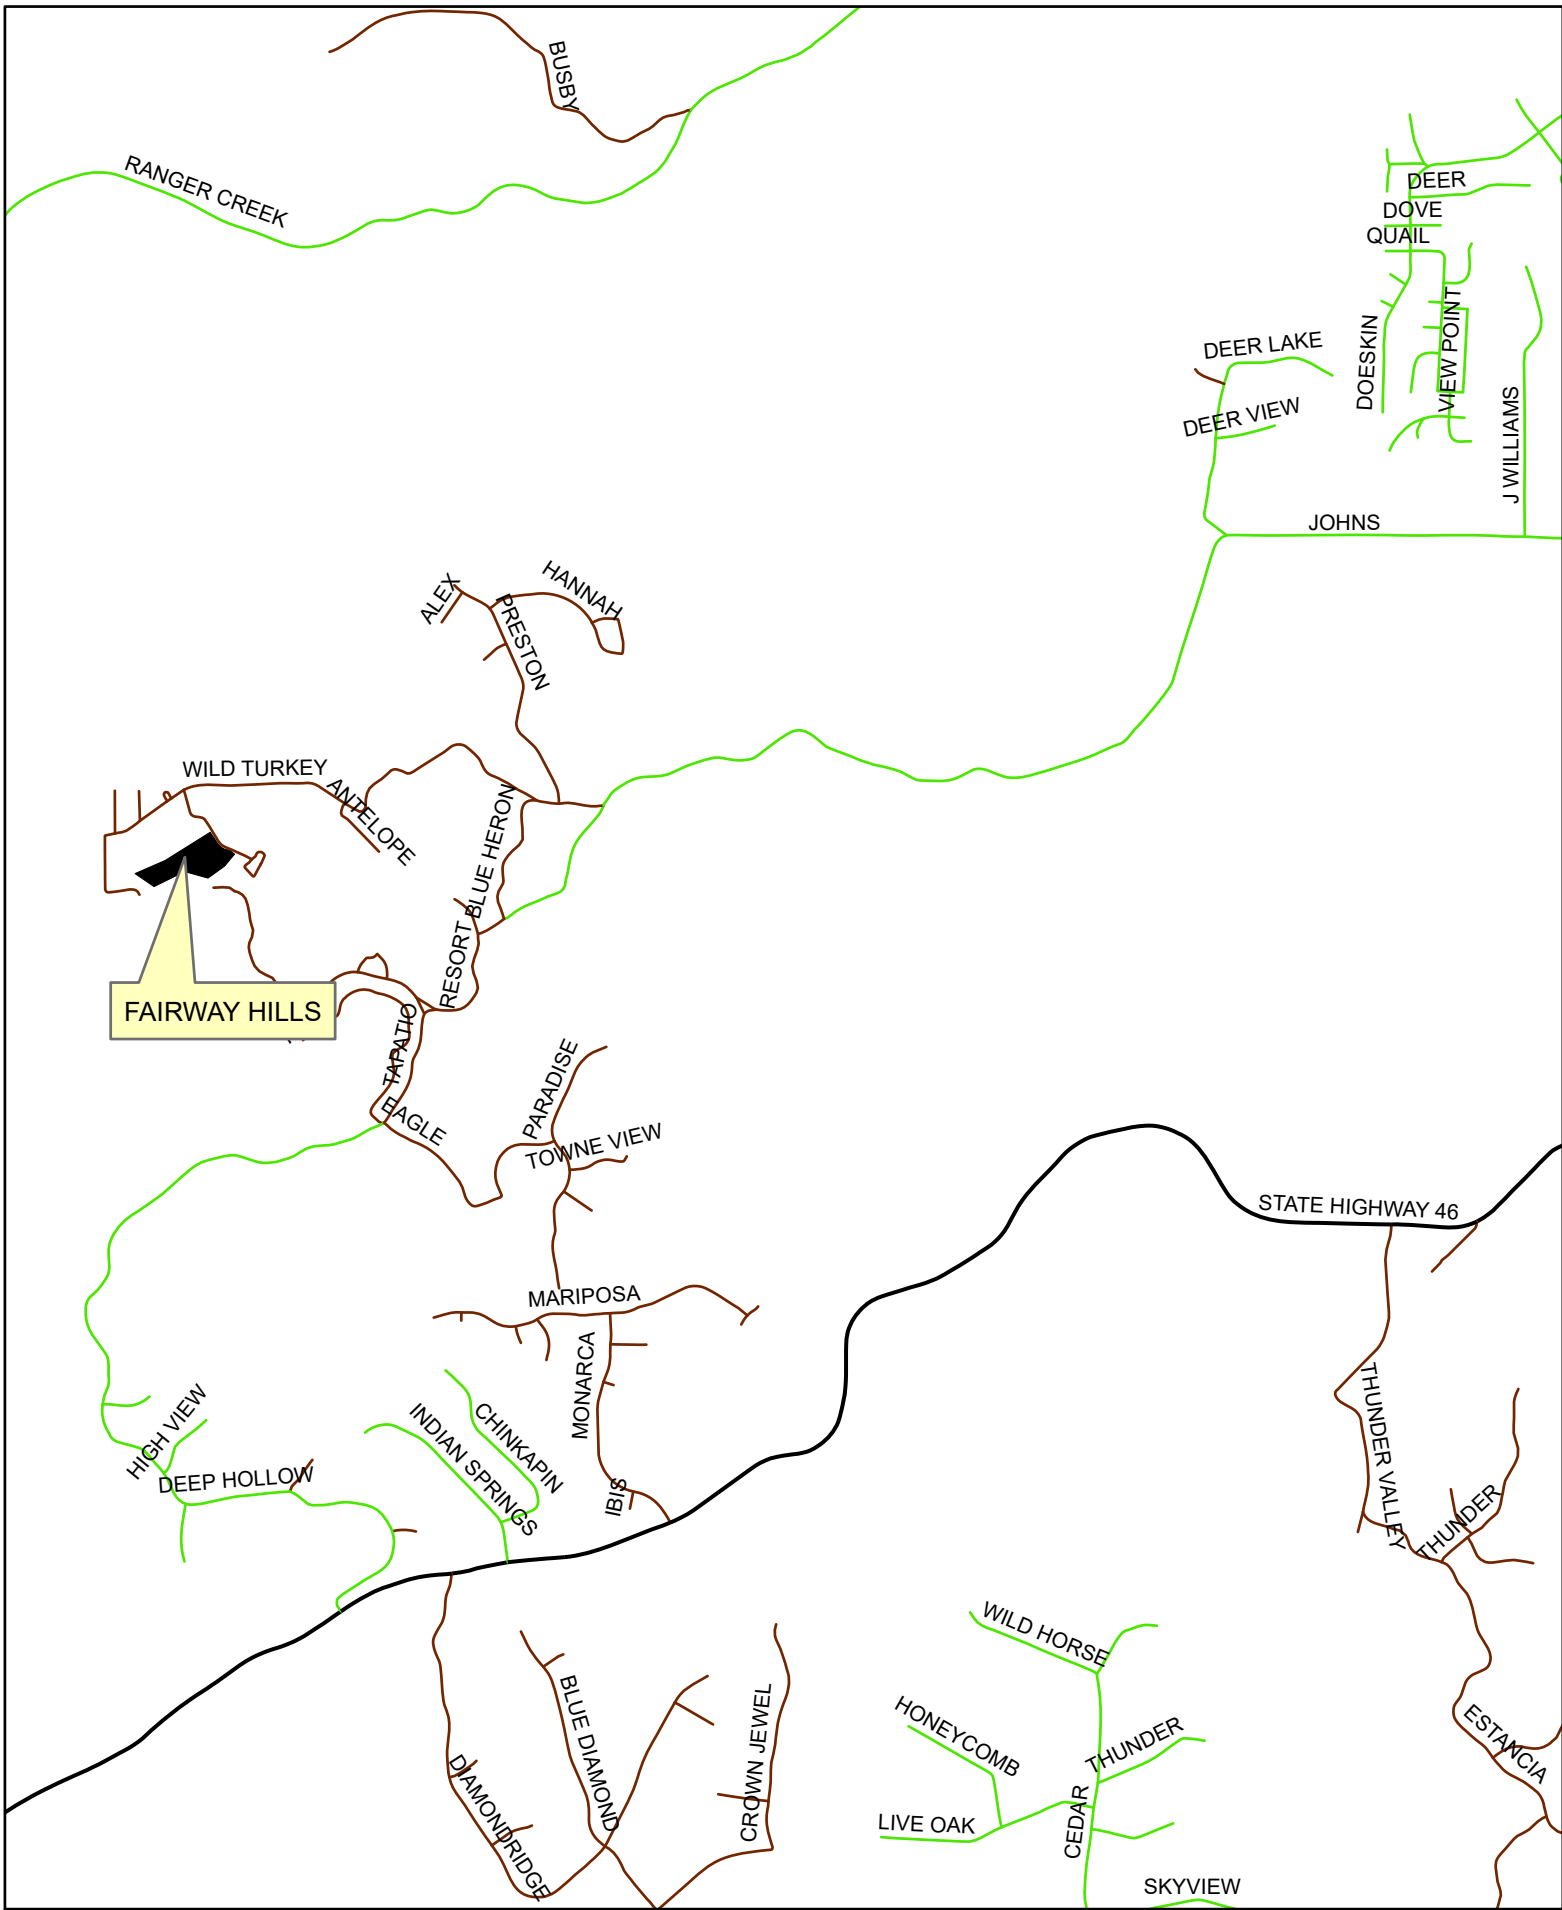 BUSBY
RANGER CREEK
DEER
DOVE
QUAIL
DEER LAKE
DOESKIN
VIEW POINT
DEER VIEW
J WILLIAMS
JOHNS
ALEX
HANNAH
PRESTON
WILD TURKEY
ANTELOPE
BLUE HERON
RESORT
FAIRWAY HILLS
TAPATIO
EAGLE
PARADISE
TOWNE VIEW
STATE HIGHWAY 46
MARIPOSA
MONARCA
HIGH VIEW
CHINKAPIN
INDIAN SPRINGS
DEEP HOLLOW
IBIS
THUNDER VALLEY
THUNDER
WILD HORSE
BLUE DIAMOND
CROWN JEWEL
HONEYCOMB
THUNDER
ESTANCIA
DIAMONDRIDGE
LIVE OAK
CEDAR
SKYVIEW